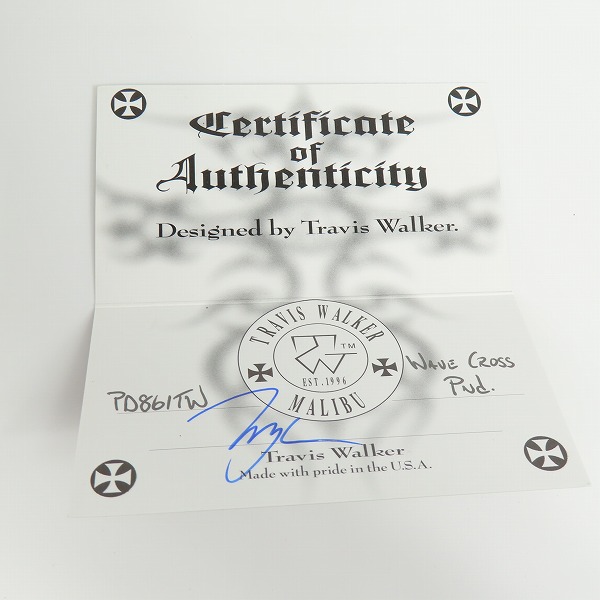 Certificate
of
Authenticity
Designed by Travis Walker.
TRAVIS WALKER
TM
EST. 1996
MALIBU
PD861TW
Wave Cross
Pnd.
Travis Walker
Made with pride in the U.S.A.